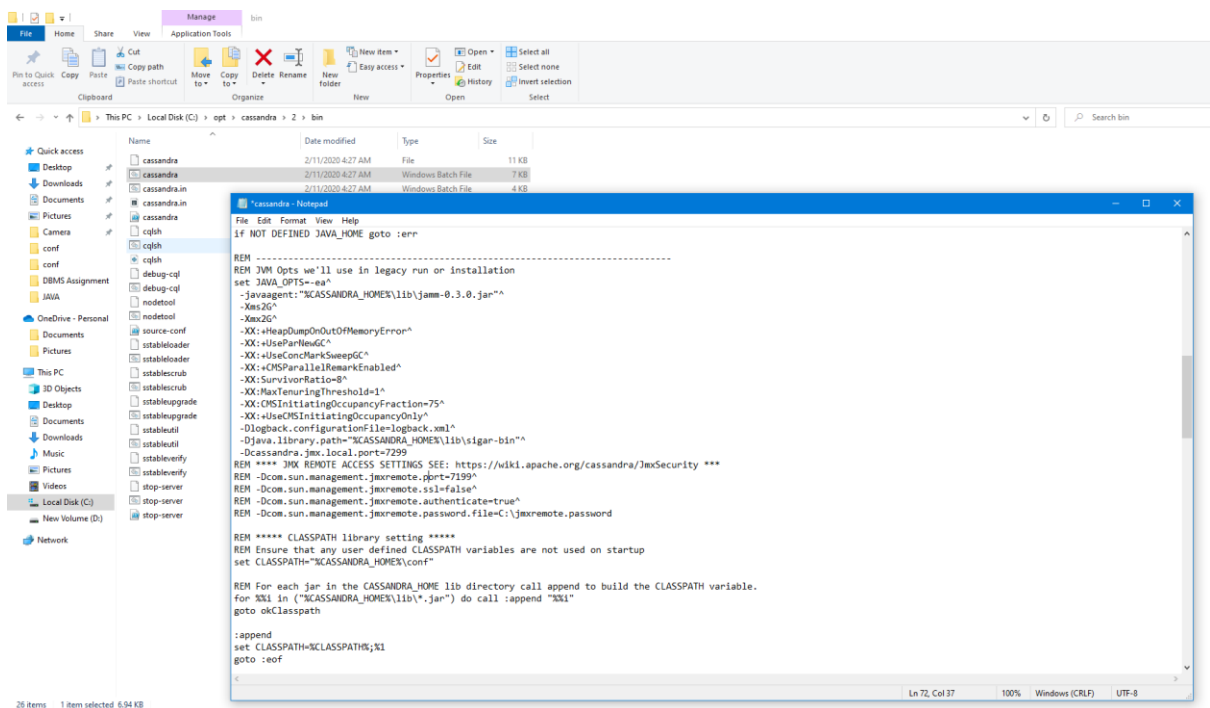 Manage
bin
File Home Share View Application Tools
Pin to Quick access
Copy
Paste
Cut
Copy path
Paste shortcut
Clipboard
Move to
Copy to
Delete
Rename
Organize
New folder
New item
Easy access
New
Properties
Open
Edit
History
Open
Select all
Select none
Invert selection
Select
This PC > Local Disk (C:) > opt > cassandra > 2 > bin
Search bin
Quick access
Desktop
Downloads
Documents
Pictures
Camera
conf
conf
DBMS Assignment
JAVA
OneDrive - Personal
Documents
Pictures
This PC
3D Objects
Desktop
Documents
Downloads
Music
Pictures
Videos
Local Disk (C:)
New Volume (D:)
Network
Name Date modified Type Size
cassandra 2/11/2020 4:27 AM File 11 KB
cassandra 2/11/2020 4:27 AM Windows Batch File 7 KB
cassandra.in 2/11/2020 4:27 AM Windows Batch File 4 KB
cassandra.in
cassandra
cqlsh
cqlsh
cqlsh
debug-cql
debug-cql
nodetool
nodetool
source-conf
sstableloader
sstableloader
sstablescrub
sstablescrub
sstableupgrade
sstableupgrade
sstableutil
sstableutil
sstableverify
sstableverify
stop-server
stop-server
stop-server
*cassandra - Notepad
File Edit Format View Help
if NOT DEFINED JAVA_HOME goto :err
REM -----------------------------------------------------------------------------
REM JVM Opts we'll use in legacy run or installation
set JAVA_OPTS=-ea^
-javaagent:"%CASSANDRA_HOME%\lib\jamm-0.3.0.jar"^
-Xms2G^
-Xmx2G^
-XX:+HeapDumpOnOutOfMemoryError^
-XX:+UseParNewGC^
-XX:+UseConcMarkSweepGC^
-XX:+CMSParallelRemarkEnabled^
-XX:SurvivorRatio=8^
-XX:MaxTenuringThreshold=1^
-XX:CMSInitiatingOccupancyFraction=75^
-XX:+UseCMSInitiatingOccupancyOnly^
-Dlogback.configurationFile=logback.xml^
-Djava.library.path="%CASSANDRA_HOME%\lib\sigar-bin"^
-Dcassandra.jmx.local.port=7299
REM **** JMX REMOTE ACCESS SETTINGS SEE: https://wiki.apache.org/cassandra/JmxSecurity ***
REM -Dcom.sun.management.jmxremote.port=7199^
REM -Dcom.sun.management.jmxremote.ssl=false^
REM -Dcom.sun.management.jmxremote.authenticate=true^
REM -Dcom.sun.management.jmxremote.password.file=C:\jmxremote.password
REM ***** CLASSPATH library setting *****
REM Ensure that any user defined CLASSPATH variables are not used on startup
set CLASSPATH="%CASSANDRA_HOME%\conf"
REM For each jar in the CASSANDRA_HOME lib directory call append to build the CLASSPATH variable.
for %%i in ("%CASSANDRA_HOME%\lib\*.jar") do call :append "%%i"
goto okClasspath
:append
set CLASSPATH=%CLASSPATH%;%1
goto :eof
Ln 72, Col 37 100% Windows (CRLF) UTF-8
26 items 1 item selected 6.94 KB